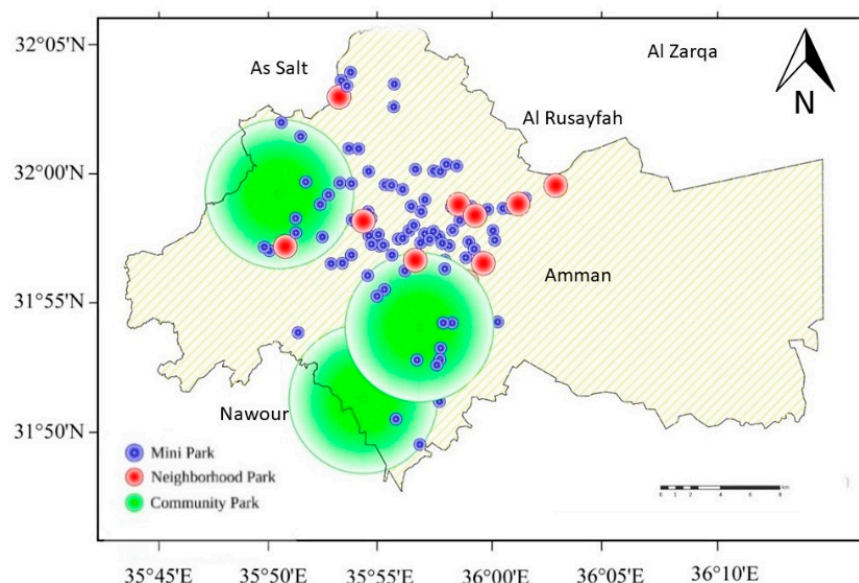 32°05'N
32°00'N
31°55'N
31°50'N
As Salt
Al Zarqa
Al Rusayfah
N
Amman
Nawour
Mini Park
Neighborhood Park
Community Park
35°45'E
35°50'E
35°55'E
36°00'E
36°05'E
36°10'E